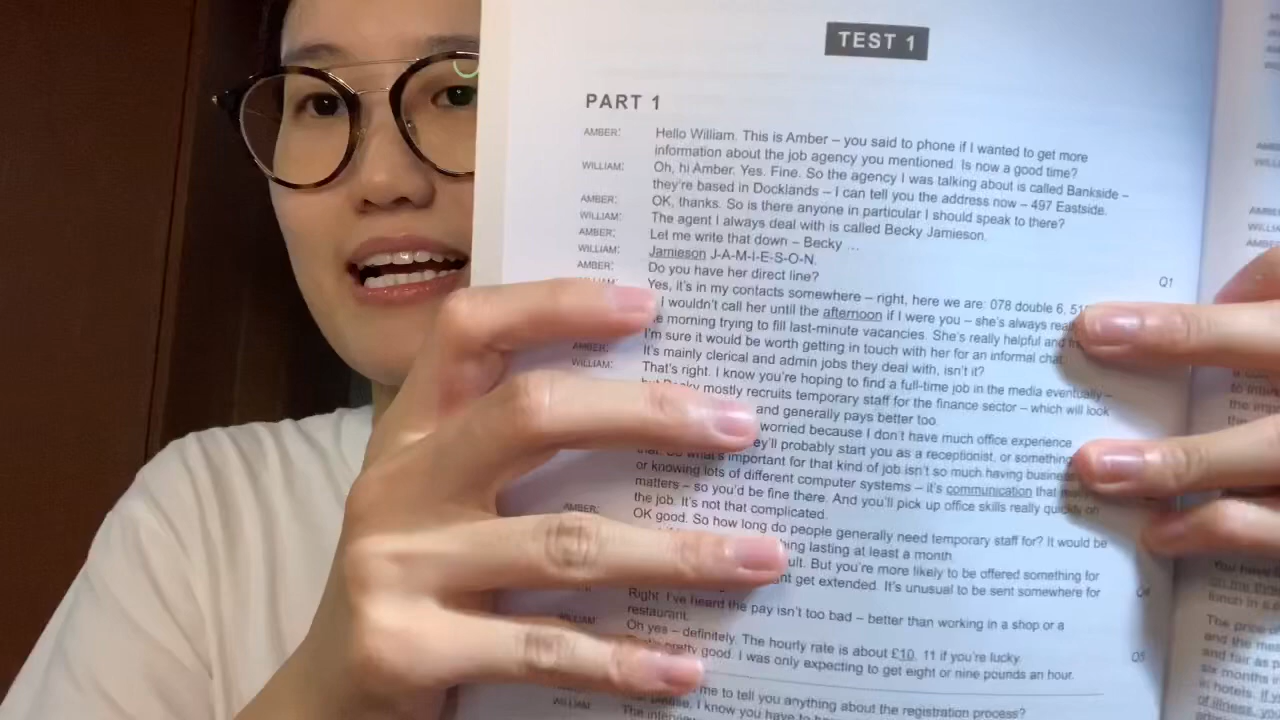 TEST 1
PART 1
AMBER: Hello William. This is Amber – you said to phone if I wanted to get more
information about the job agency you mentioned. Is now a good time?
WILLIAM: Oh, hi Amber. Yes. Fine. So the agency I was talking about is called Bankside –
they're based in Docklands – I can tell you the address now – 497 Eastside.
AMBER: OK, thanks. So is there anyone in particular I should speak to?
WILLIAM: The agent I always deal with is called Becky Jamieson.
AMBER: Let me write that down – Becky …
WILLIAM: Jamieson J-A-M-I-E-S-O-N. Q1
AMBER: Do you have her direct line?
WILLIAM: Yes, it's in my contacts somewhere – right, here we are: 078 double 6, 51
I wouldn't call her until the afternoon if I were you – she's always
morning trying to fill last-minute vacancies. She's really helpful and
I'm sure it would be worth getting in touch with her for an informal chat.
AMBER: It's mainly clerical and admin jobs they deal with, isn't it?
WILLIAM: That's right. I know you're hoping to find a full-time job in the media eventually –
but Becky mostly recruits temporary staff for the finance sector – which will look
and generally pays better too.
worried because I don't have much office experience.
they'll probably start you as a receptionist, or something
that. So what's important for that kind of job isn't so much having business
or knowing lots of different computer systems – it's communication that
matters – so you'd be fine there. And you'll pick up office skills really quickly on
the job. It's not that complicated.
AMBER: OK good. So how long do people generally need temporary staff for? It would be
lasting at least a month.
But you're more likely to be offered something for
get extended. It's unusual to be sent somewhere for Q4
Right. I've heard the pay isn't too bad – better than working in a shop or a
restaurant.
WILLIAM: Oh yes – definitely. The hourly rate is about £10, 11 if you're lucky. Q5
That's pretty good. I was only expecting to get eight or nine pounds an hour.
me to tell you anything about the registration process?
please. I know you have to
WILLIAM: The